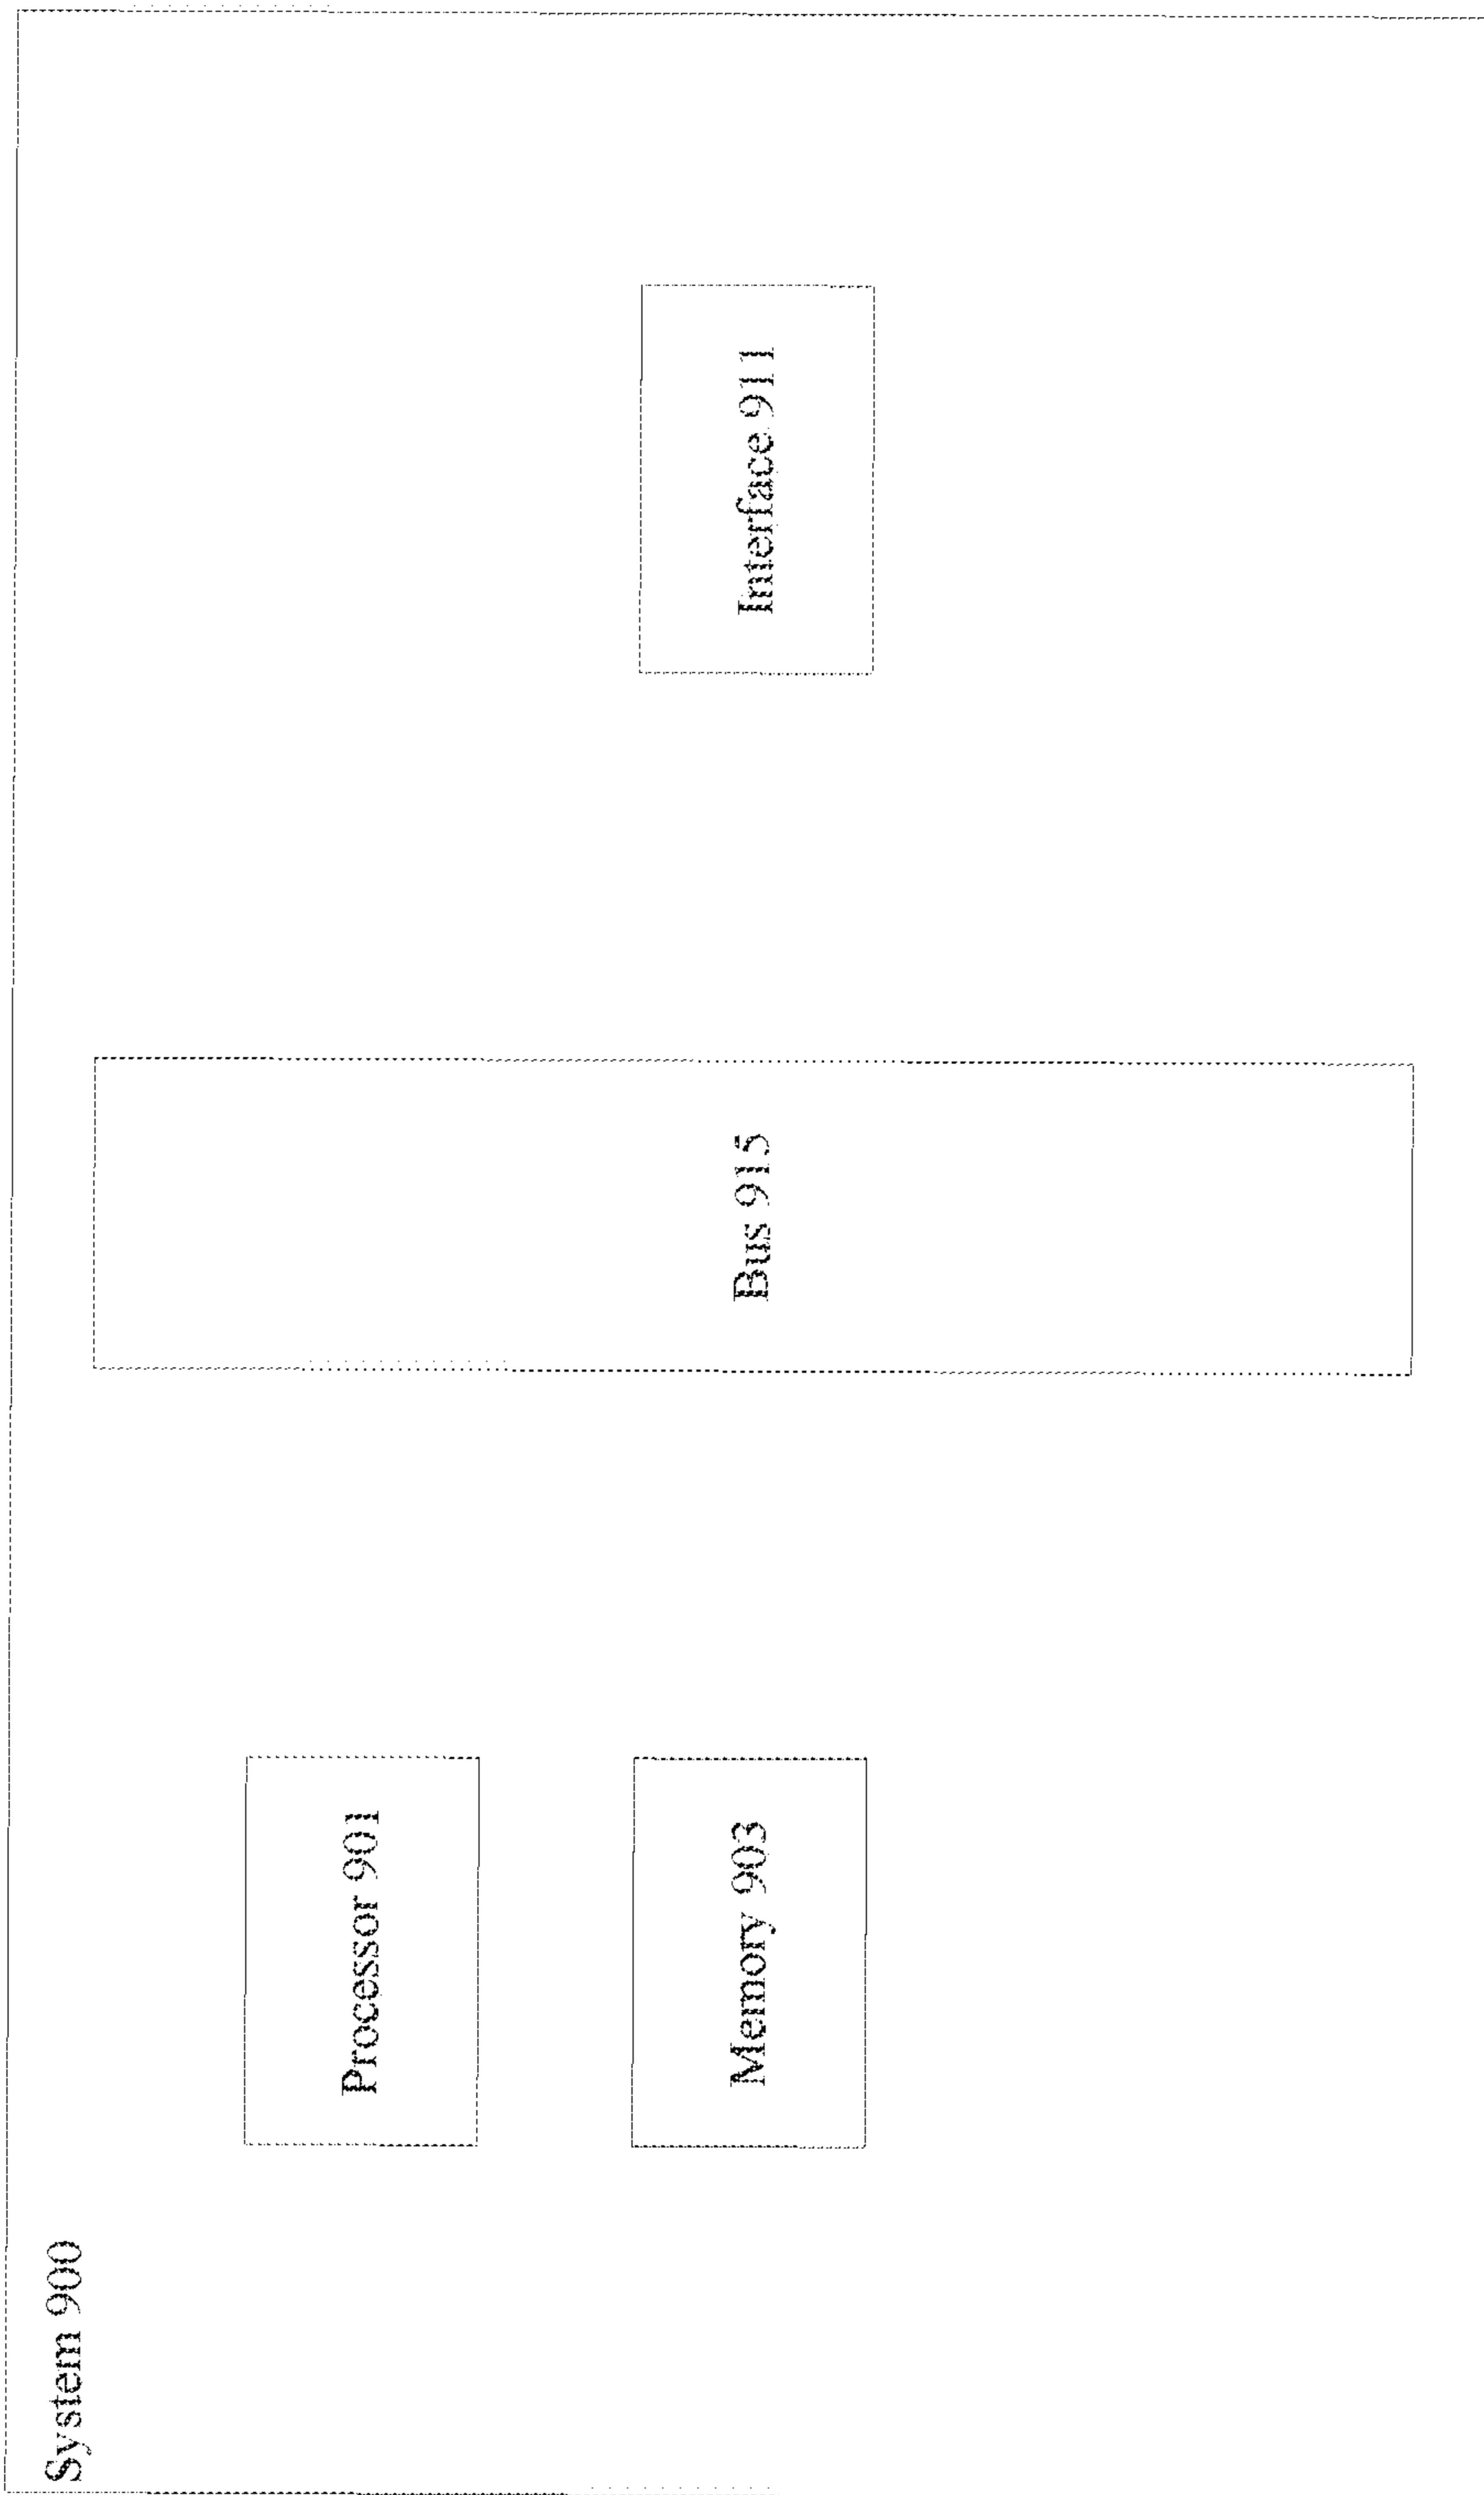 System 900
Processor 901
Memory 903
Bus 915
Interface 911